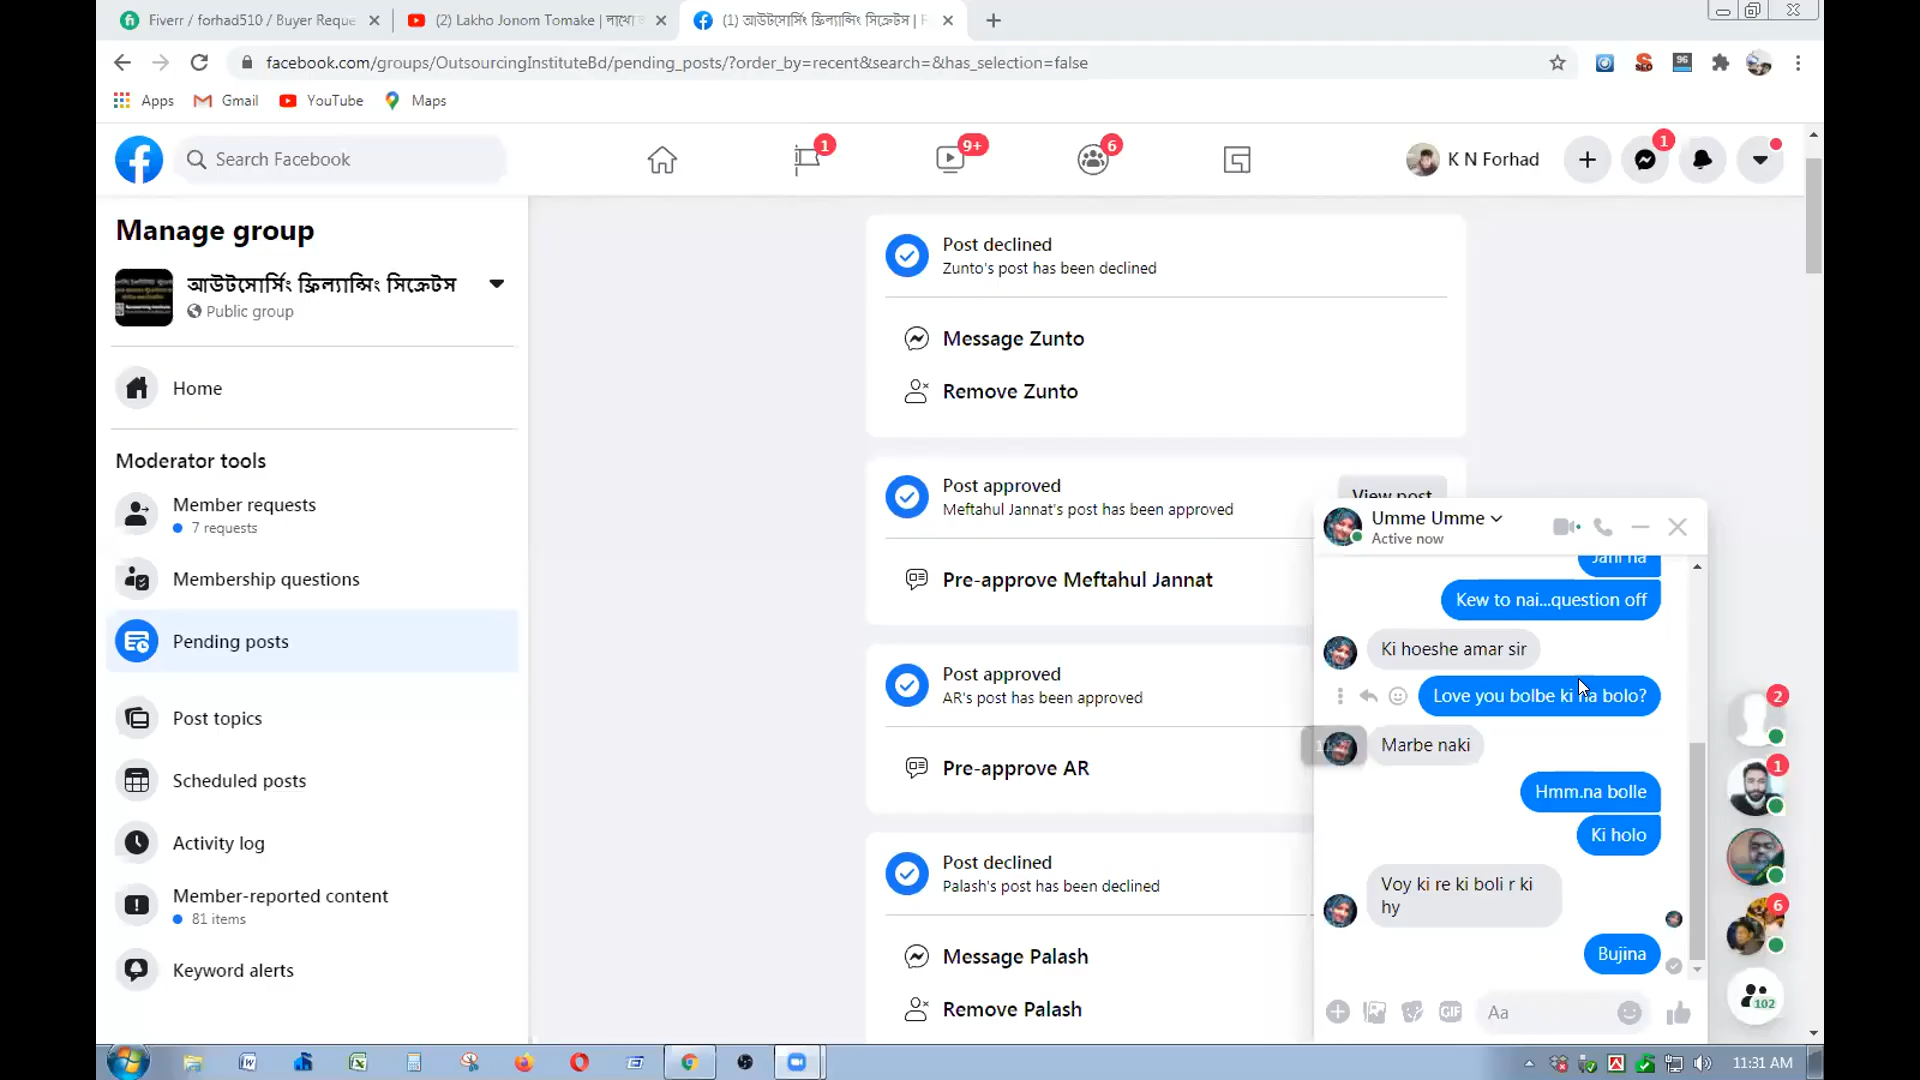 Fiverr / forhad510 / Buyer Reque
(2) Lakho Jonom Tomake | লাখো
(1) আউটসোর্সিং ফ্রিল্যান্সিং সিক্রেটস | F
facebook.com/groups/OutsourcingInstituteBd/pending_posts/?order_by=recent&search=&has_selection=false
96
Apps
Gmail
YouTube
Maps
Search Facebook
1
9+
6
K N Forhad
1
Manage group
আউটসোর্সিং ফ্রিল্যান্সিং সিক্রেটস
Public group
Home
Moderator tools
Member requests
7 requests
Membership questions
Pending posts
Post topics
Scheduled posts
Activity log
Member-reported content
81 items
Keyword alerts
Post declined
Zunto's post has been declined
Message Zunto
Remove Zunto
Post approved
Meftahul Jannat's post has been approved
View post
Pre-approve Meftahul Jannat
Post approved
AR's post has been approved
Pre-approve AR
Post declined
Palash's post has been declined
Message Palash
Remove Palash
Umme Umme
Active now
Jani na
Kew to nai...question off
Ki hoeshe amar sir
Love you bolbe ki na bolo?
Marbe naki
Hmm.na bolle
Ki holo
Voy ki re ki boli r ki
hy
Bujina
GIF
Aa
2
1
6
102
11:31 AM